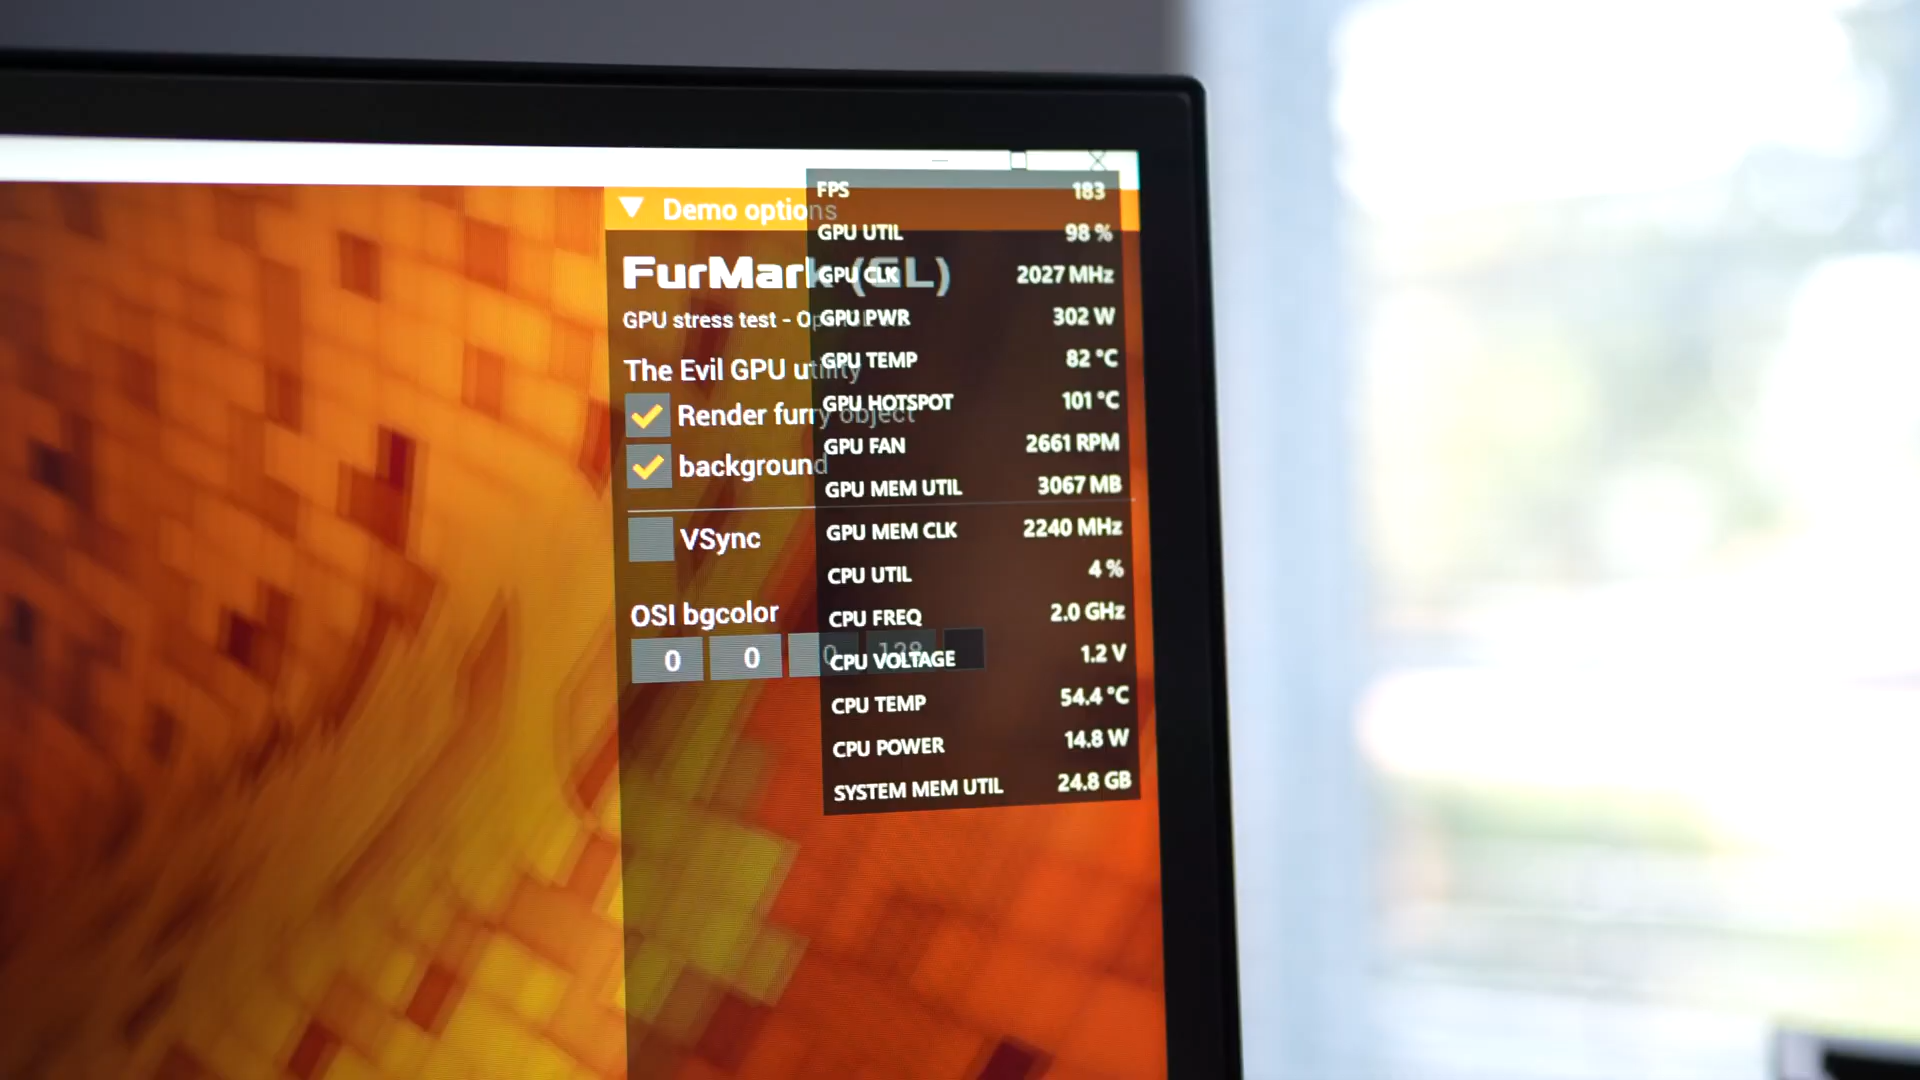 Demo options
FurMark (GL)
GPU stress test - Op
The Evil GPU utility
Render furry object
background
VSync
OSI bgcolor
0 0 0 128
FPS 183
GPU UTIL 98 %
GPU CLK 2027 MHz
GPU PWR 302 W
GPU TEMP 82 °C
GPU HOTSPOT 101 °C
GPU FAN 2661 RPM
GPU MEM UTIL 3067 MB
GPU MEM CLK 2240 MHz
CPU UTIL 4 %
CPU FREQ 2.0 GHz
CPU VOLTAGE 1.2 V
CPU TEMP 54.4 °C
CPU POWER 14.8 W
SYSTEM MEM UTIL 24.8 GB